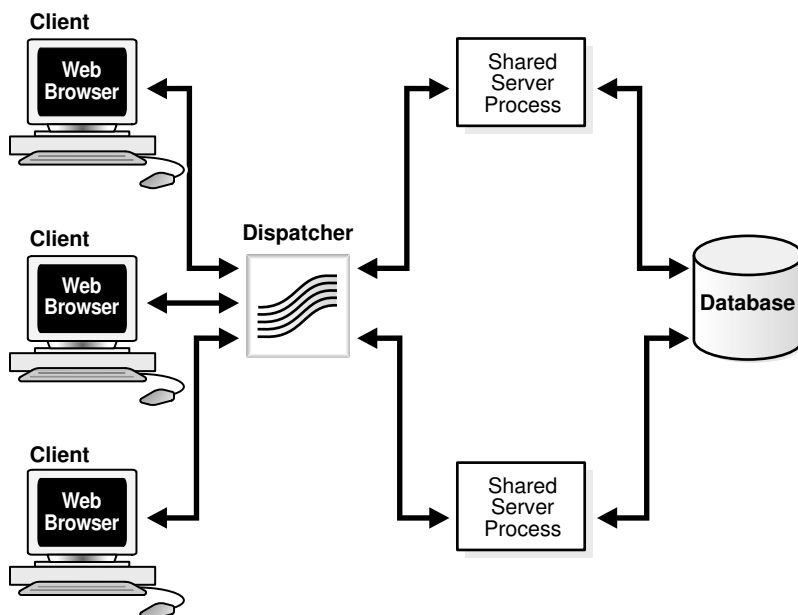 Client
Web
Browser
Client
Web
Browser
Client
Web
Browser
Dispatcher
Shared
Server
Process
Shared
Server
Process
Database